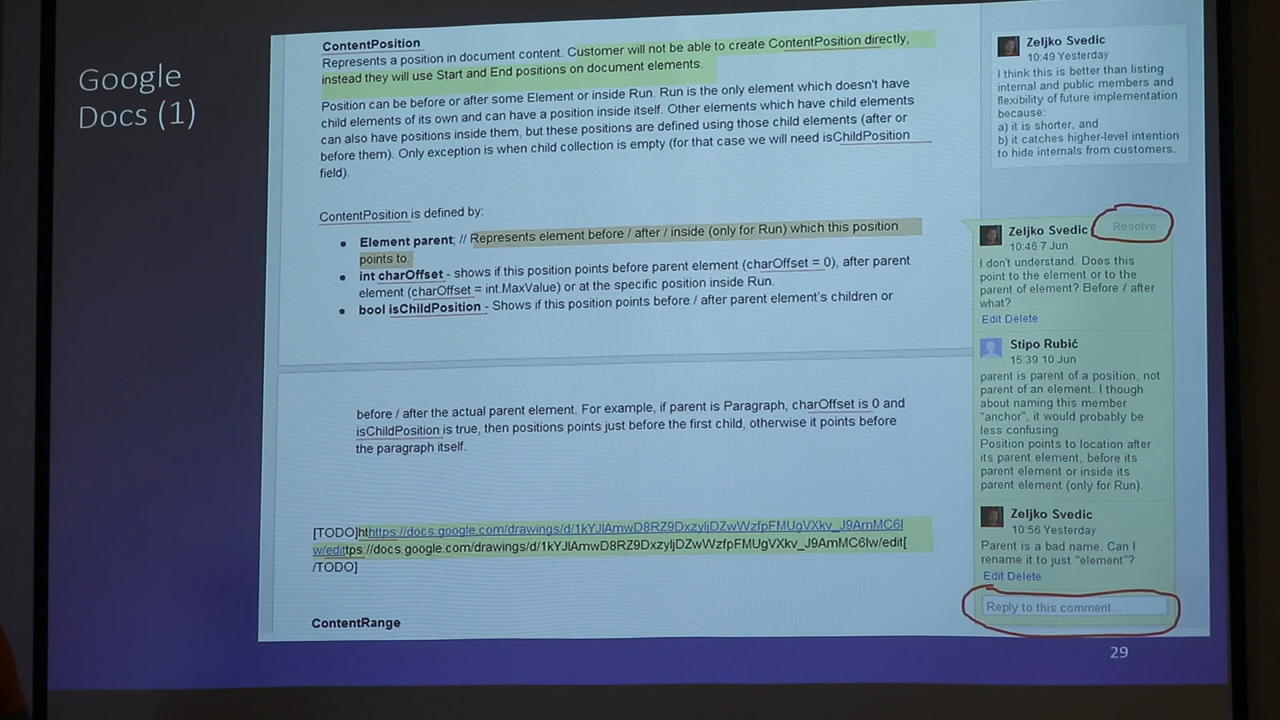 Google
Docs (1)
ContentPosition
Represents a position in document content. Customer will not be able to create ContentPosition directly,
instead they will use Start and End positions on document elements.
Position can be before or after some Element or inside Run. Run is the only element which doesn't have
child elements of its own and can have a position inside itself. Other elements which have child elements
can also have positions inside them, but these positions are defined using those child elements (after or
before them). Only exception is when child collection is empty (for that case we will need isChildPosition
field).
ContentPosition is defined by:
● Element parent; // Represents element before / after / inside (only for Run) which this position
points to.
● int charOffset - shows if this position points before parent element (charOffset = 0), after parent
element (charOffset = int.MaxValue) or at the specific position inside Run.
● bool isChildPosition - Shows if this position points before / after parent element's children or
before / after the actual parent element. For example, if parent is Paragraph, charOffset is 0 and
isChildPosition is true, then positions points just before the first child, otherwise it points before
the paragraph itself.
[TODO]hthttps://docs.google.com/drawings/d/1kYJlAmwD8RZ9DxzyljDZwWzfpFMUgVXkv_J9AmMC6l
w/edittps://docs.google.com/drawings/d/1kYJlAmwD8RZ9DxzyljDZwWzfpFMUgVXkv_J9AmMC6lw/edit[
/TODO]
ContentRange
Zeljko Svedic
10:49 Yesterday
I think this is better than listing
internal and public members and
flexibility of future implementation
because:
a) it is shorter, and
b) it catches higher-level intention
to hide internals from customers.
Zeljko Svedic
Resolve
10:46 7 Jun
I don't understand. Does this
point to the element or to the
parent of element? Before / after
what?
Edit Delete
Stipo Rubić
15:39 10 Jun
parent is parent of a position, not
parent of an element. I though
about naming this member
"anchor", it would probably be
less confusing.
Position points to location after
its parent element, before its
parent element or inside its
parent element (only for Run).
Zeljko Svedic
10:56 Yesterday
Parent is a bad name. Can I
rename it to just "element"?
Edit Delete
Reply to this comment...
29